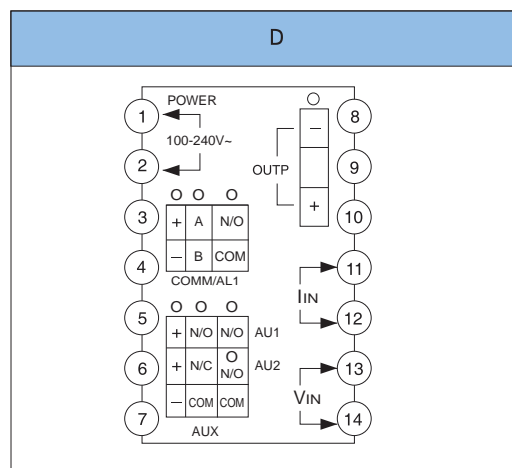 D
1 POWER 8
100-240V~
2 OUTP 9
3 + A N/O + 10
4 – B COM 11
COMM/AL1
IIN
5 + N/O N/O AU1 12
6 + N/C N/O AU2 13
VIN
7 – COM COM 14
AUX